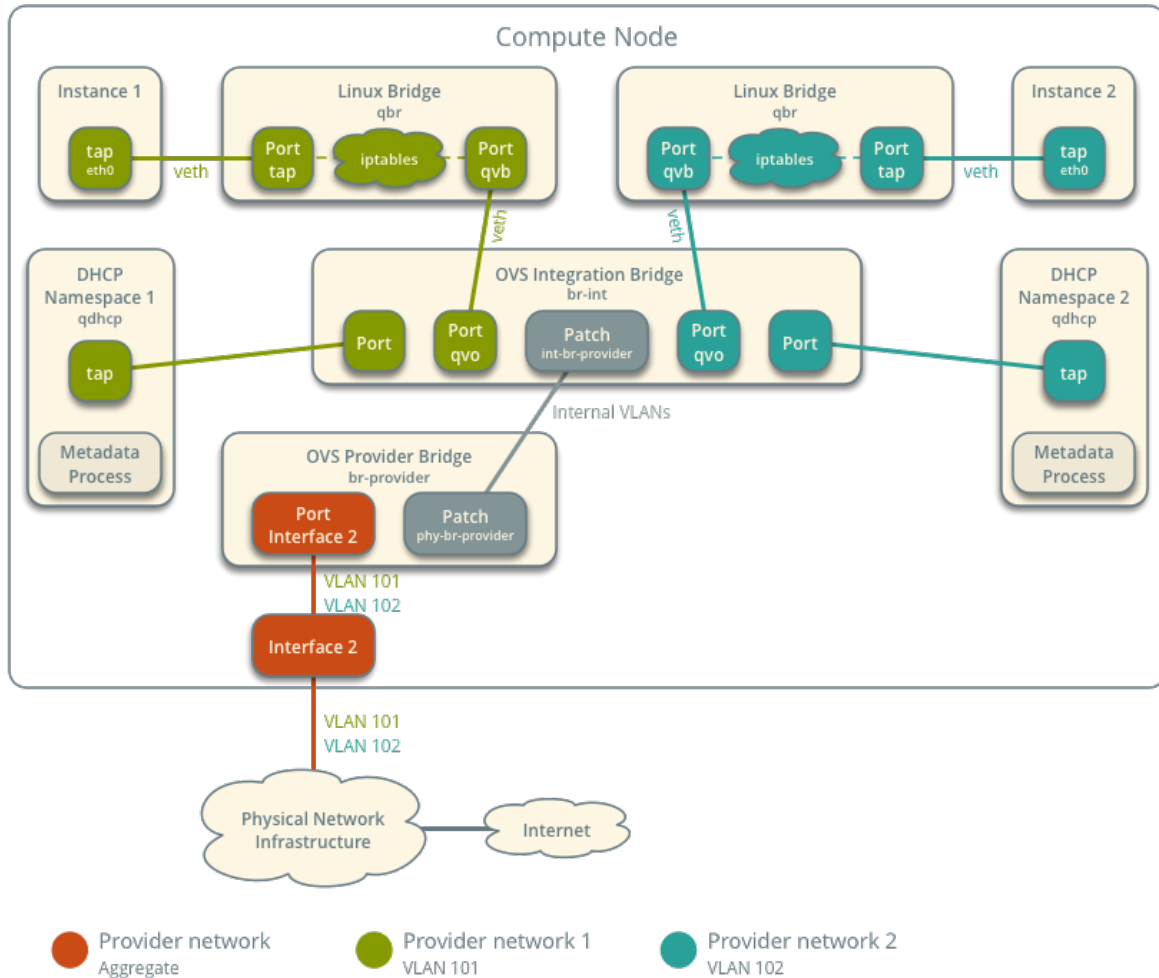 Compute Node
Instance 1
Linux Bridge
qbr
Linux Bridge
qbr
Instance 2
tap
eth0
veth
Port
tap
iptables
Port
qvb
Port
qvb
iptables
Port
tap
veth
tap
eth0
veth
veth
DHCP
Namespace 1
qdhcp
OVS Integration Bridge
br-int
DHCP
Namespace 2
qdhcp
tap
Port
Port
qvo
Patch
int-br-provider
Port
qvo
Port
tap
Internal VLANs
Metadata
Process
OVS Provider Bridge
br-provider
Metadata
Process
Port
Interface 2
Patch
phy-br-provider
VLAN 101
VLAN 102
Interface 2
VLAN 101
VLAN 102
Physical Network
Infrastructure
Internet
Provider network
Aggregate
Provider network 1
VLAN 101
Provider network 2
VLAN 102